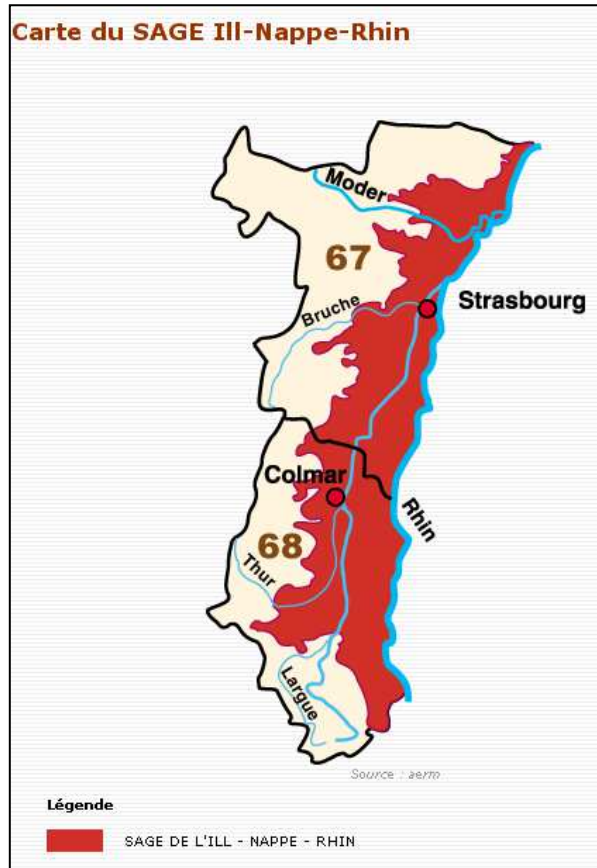 Carte du SAGE Ill-Nappe-Rhin
Moder
67
Strasbourg
Bruche
Colmar
Rhin
68
Thur
Largue
Source : aerm
Légende
SAGE DE L'ILL - NAPPE - RHIN